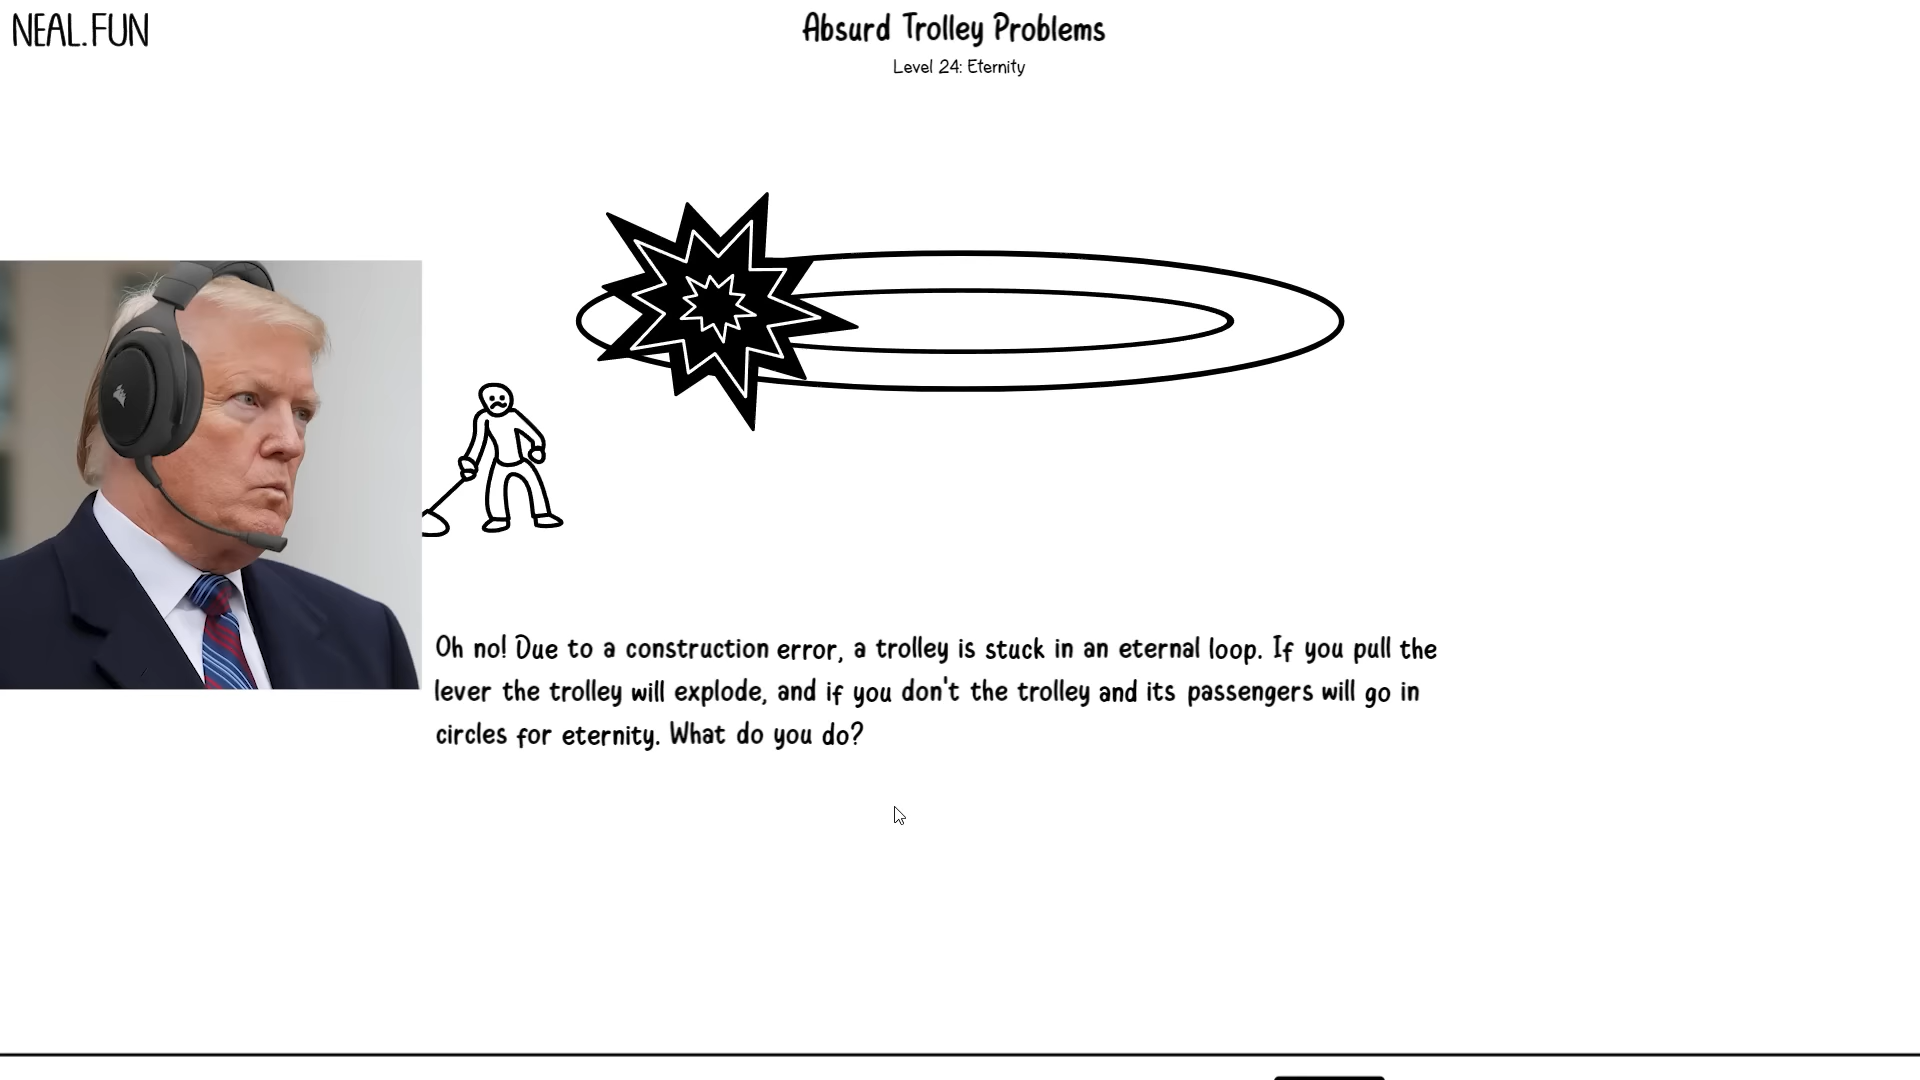 NEAL.FUN
Absurd Trolley Problems
Level 24: Eternity
Oh no! Due to a construction error, a trolley is stuck in an eternal loop. If you pull the
lever the trolley will explode, and if you don't the trolley and its passengers will go in
circles for eternity. What do you do?